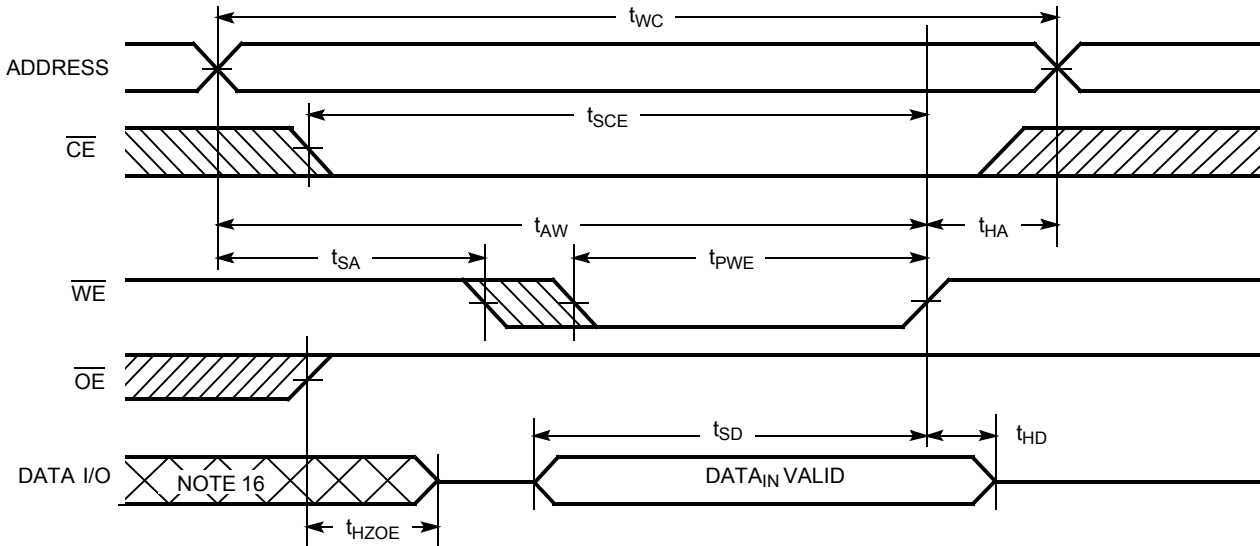 tWC
ADDRESS
tSCE
CE
tAW
tHA
tSA
tPWE
WE
OE
tSD
tHD
DATA I/O
NOTE 16
DATAIN VALID
tHZOE